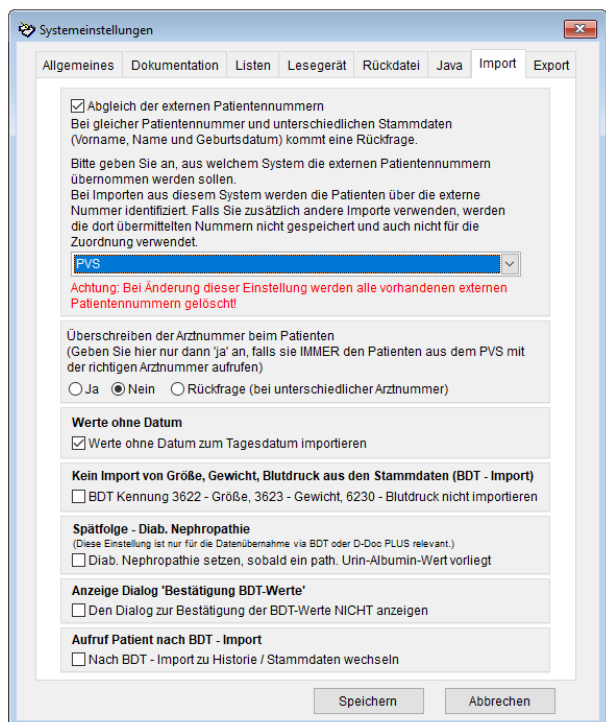 Systemeinstellungen
Allgemeines Dokumentation Listen Lesegerät Rückdatei Java Import Export
Abgleich der externen Patientennummern
Bei gleicher Patientennummer und unterschiedlichen Stammdaten
(Vorname, Name und Geburtsdatum) kommt eine Rückfrage.
Bitte geben Sie an, aus welchem System die externen Patientennummern
übernommen werden sollen.
Bei Importen aus diesem System werden die Patienten über die externe
Nummer identifiziert. Falls Sie zusätzlich andere Importe verwenden, werden
die dort übermittelten Nummern nicht gespeichert und auch nicht für die
Zuordnung verwendet.
PVS
Achtung: Bei Änderung dieser Einstellung werden alle vorhandenen externen
Patientennummern gelöscht!
Überschreiben der Arztnummer beim Patienten
(Geben Sie hier nur dann 'ja' an, falls sie IMMER den Patienten aus dem PVS mit
der richtigen Arztnummer aufrufen)
Ja Nein Rückfrage (bei unterschiedlicher Arztnummer)
Werte ohne Datum
Werte ohne Datum zum Tagesdatum importieren
Kein Import von Größe, Gewicht, Blutdruck aus den Stammdaten (BDT - Import)
BDT Kennung 3622 - Größe, 3623 - Gewicht, 6230 - Blutdruck nicht importieren
Spätfolge - Diab. Nephropathie
(Diese Einstellung ist nur für die Datenübernahme via BDT oder D-Doc PLUS relevant.)
Diab. Nephropathie setzen, sobald ein path. Urin-Albumin-Wert vorliegt
Anzeige Dialog 'Bestätigung BDT-Werte'
Den Dialog zur Bestätigung der BDT-Werte NICHT anzeigen
Aufruf Patient nach BDT - Import
Nach BDT - Import zu Historie / Stammdaten wechseln
Speichern Abbrechen